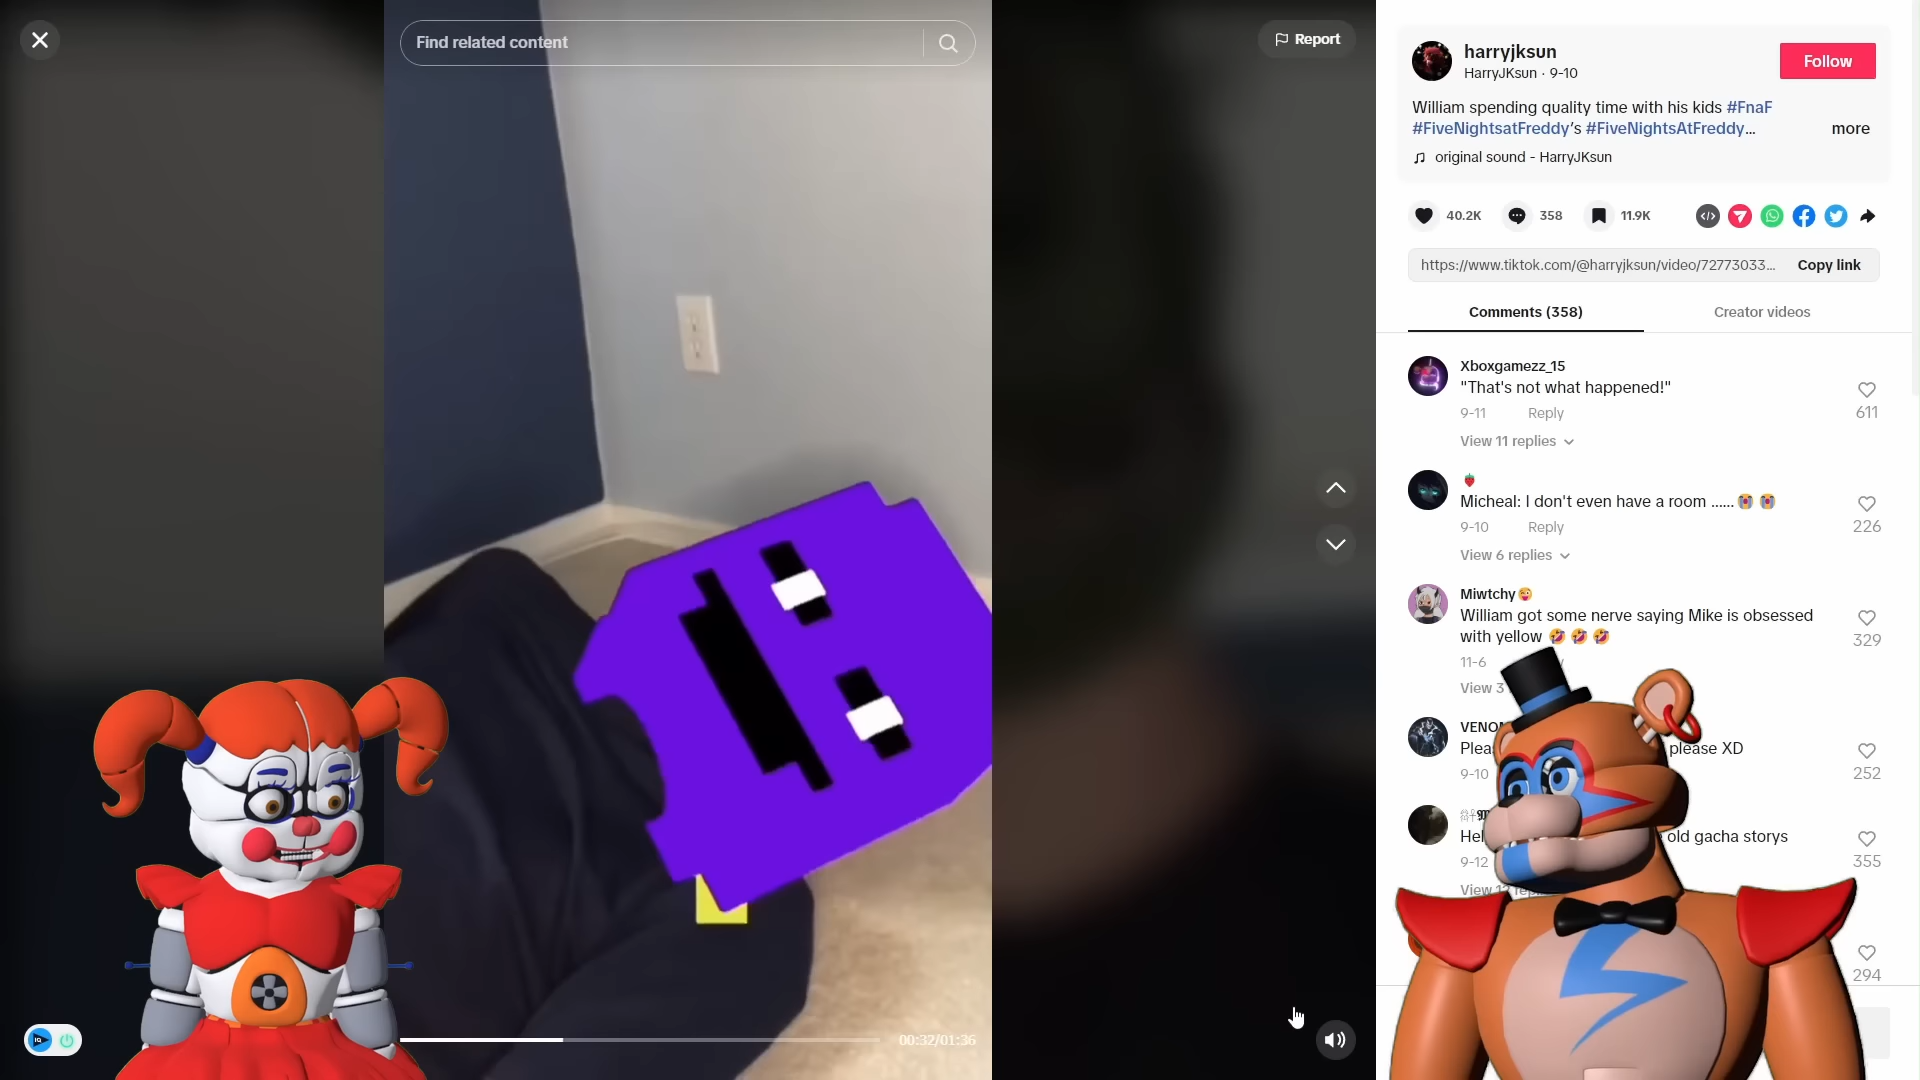 Find related content
Report
harryjksun
HarryJKsun · 9-10
Follow
William spending quality time with his kids #FnaF
#FiveNightsatFreddy's #FiveNightsAtFreddy...
more
original sound - HarryJKsun
40.2K
358
11.9K
https://www.tiktok.com/@harryjksun/video/72773033...
Copy link
Comments (358)
Creator videos
Xboxgamezz_15
"That's not what happened!"
9-11
Reply
611
View 11 replies
Micheal: I don't even have a room ......😭 😭
9-10
Reply
226
View 6 replies
Miwtchy😜
William got some nerve saying Mike is obsessed
with yellow 🤣 🤣 🤣
11-6
329
View 3
VENO
please XD
9-10
252
old gacha storys
9-12
355
View
294
00:32/01:36